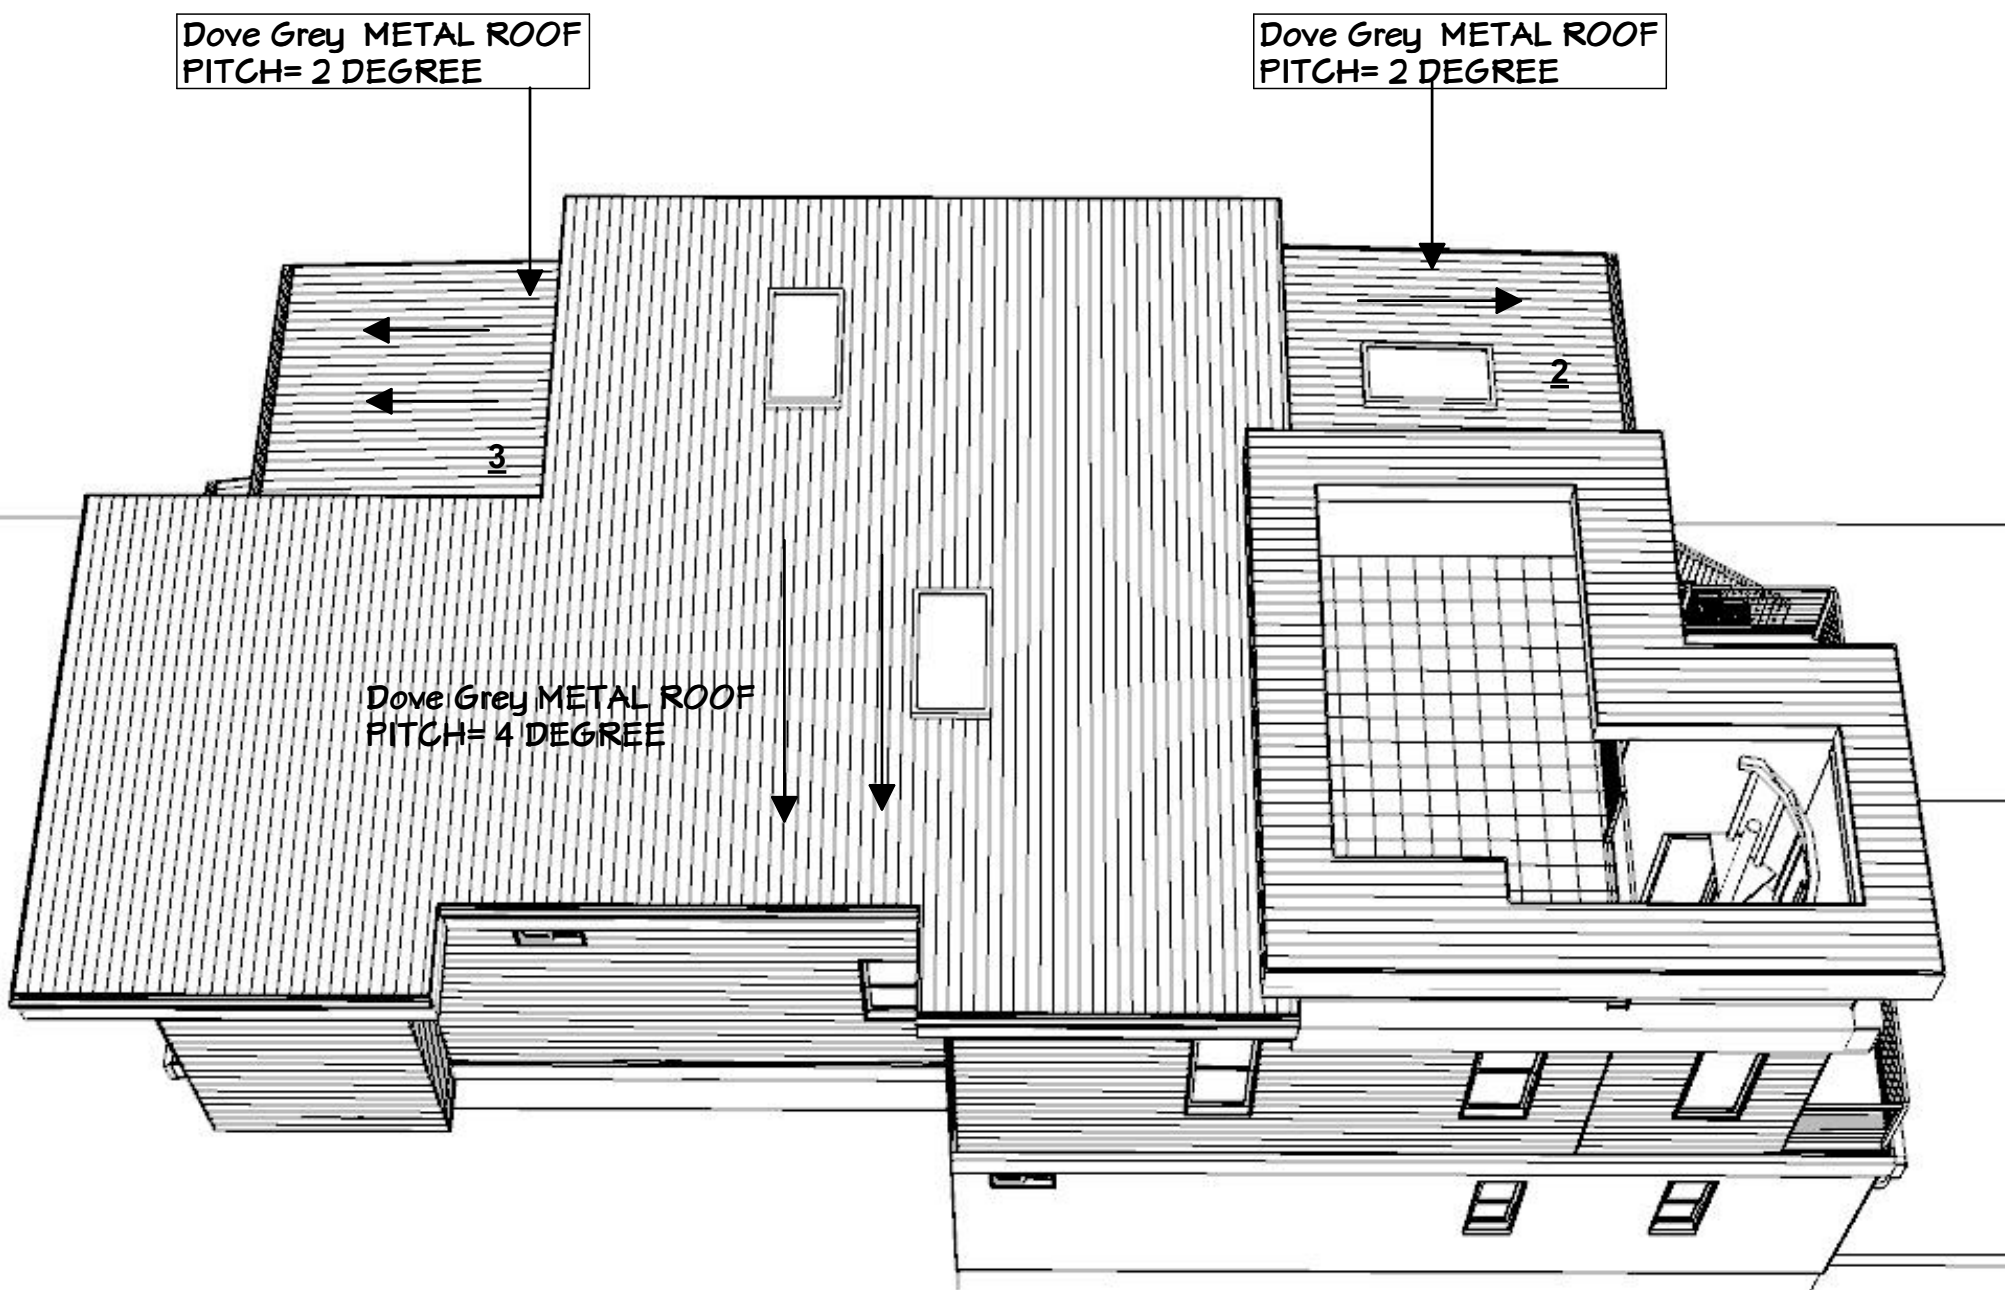 Dove Grey METAL ROOF
PITCH= 2 DEGREE
Dove Grey METAL ROOF
PITCH= 2 DEGREE
2
3
Dove Grey METAL ROOF
PITCH= 4 DEGREE